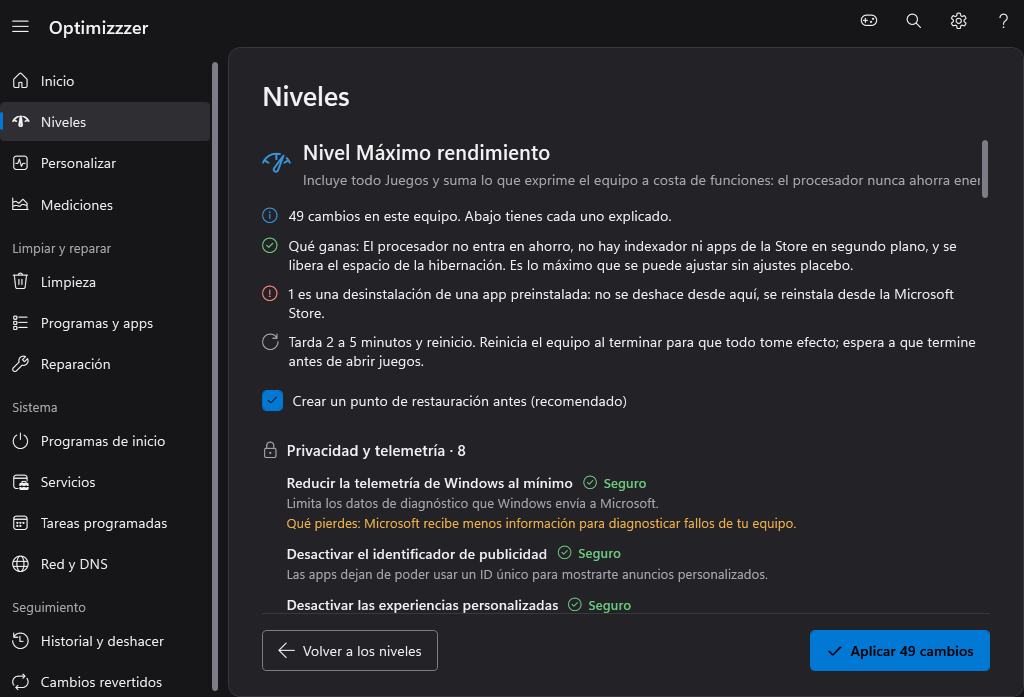 Optimizzzer
Inicio
Niveles
Personalizar
Mediciones
Limpiar y reparar
Limpieza
Programas y apps
Reparación
Sistema
Programas de inicio
Servicios
Tareas programadas
Red y DNS
Seguimiento
Historial y deshacer
Cambios revertidos
Niveles
Nivel Máximo rendimiento
Incluye todo Juegos y suma lo que exprime el equipo a costa de funciones: el procesador nunca ahorra
49 cambios en este equipo. Abajo tienes cada uno explicado.
Qué ganas: El procesador no entra en ahorro, no hay indexador ni apps de la Store en segundo plano, y se
libera el espacio de la hibernación. Es lo máximo que se puede ajustar sin ajustes placebo.
1 es una desinstalación de una app preinstalada: no se deshace desde aquí, se reinstala desde la Microsoft
Store.
Tarda 2 a 5 minutos y reinicio. Reinicia el equipo al terminar para que todo tome efecto; espera a que termine
antes de abrir juegos.
Crear un punto de restauración antes (recomendado)
Privacidad y telemetría · 8
Reducir la telemetría de Windows al mínimo Seguro
Limita los datos de diagnóstico que Windows envía a Microsoft.
Qué pierdes: Microsoft recibe menos información para diagnosticar fallos de tu equipo.
Desactivar el identificador de publicidad Seguro
Las apps dejan de poder usar un ID único para mostrarte anuncios personalizados.
Desactivar las experiencias personalizadas Seguro
Volver a los niveles
Aplicar 49 cambios